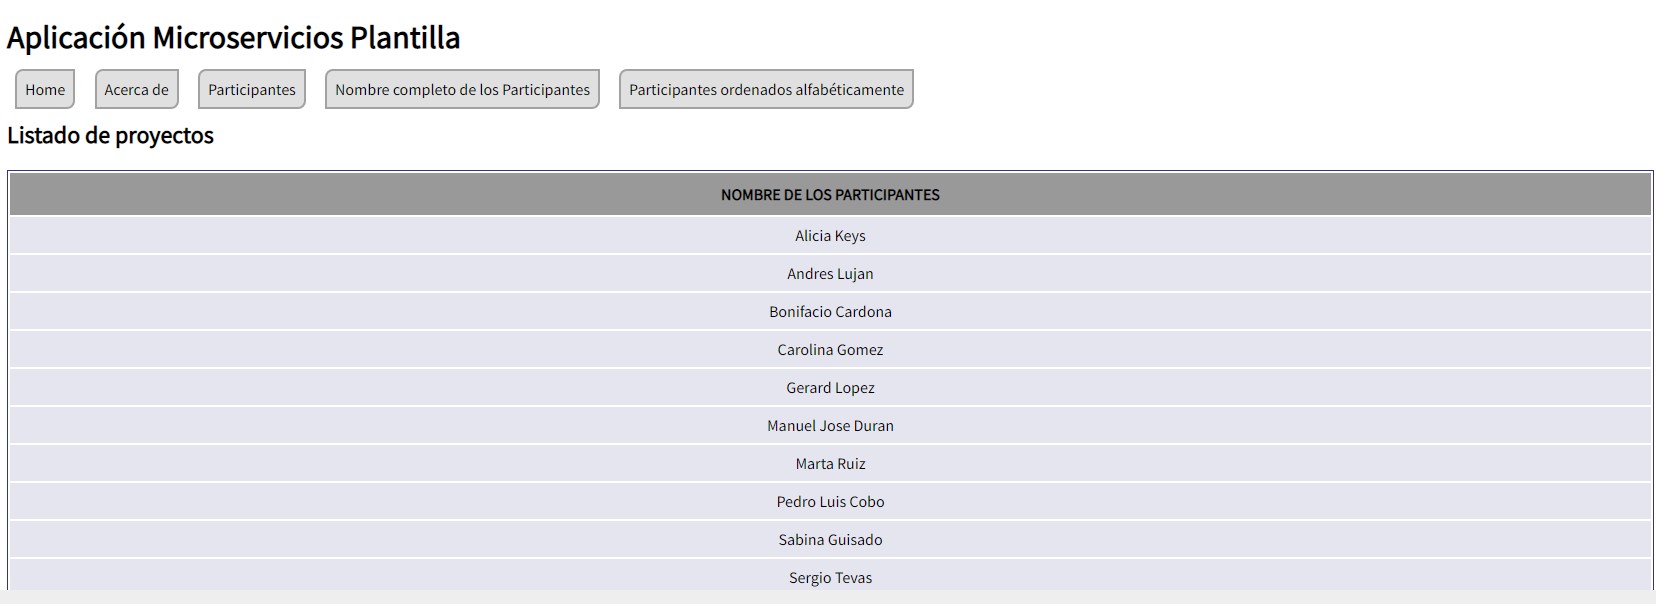 Aplicación Microservicios Plantilla
Home Acerca de Participantes Nombre completo de los Participantes Participantes ordenados alfabéticamente
Listado de proyectos
NOMBRE DE LOS PARTICIPANTES
Alicia Keys
Andres Lujan
Bonifacio Cardona
Carolina Gomez
Gerard Lopez
Manuel Jose Duran
Marta Ruiz
Pedro Luis Cobo
Sabina Guisado
Sergio Tevas